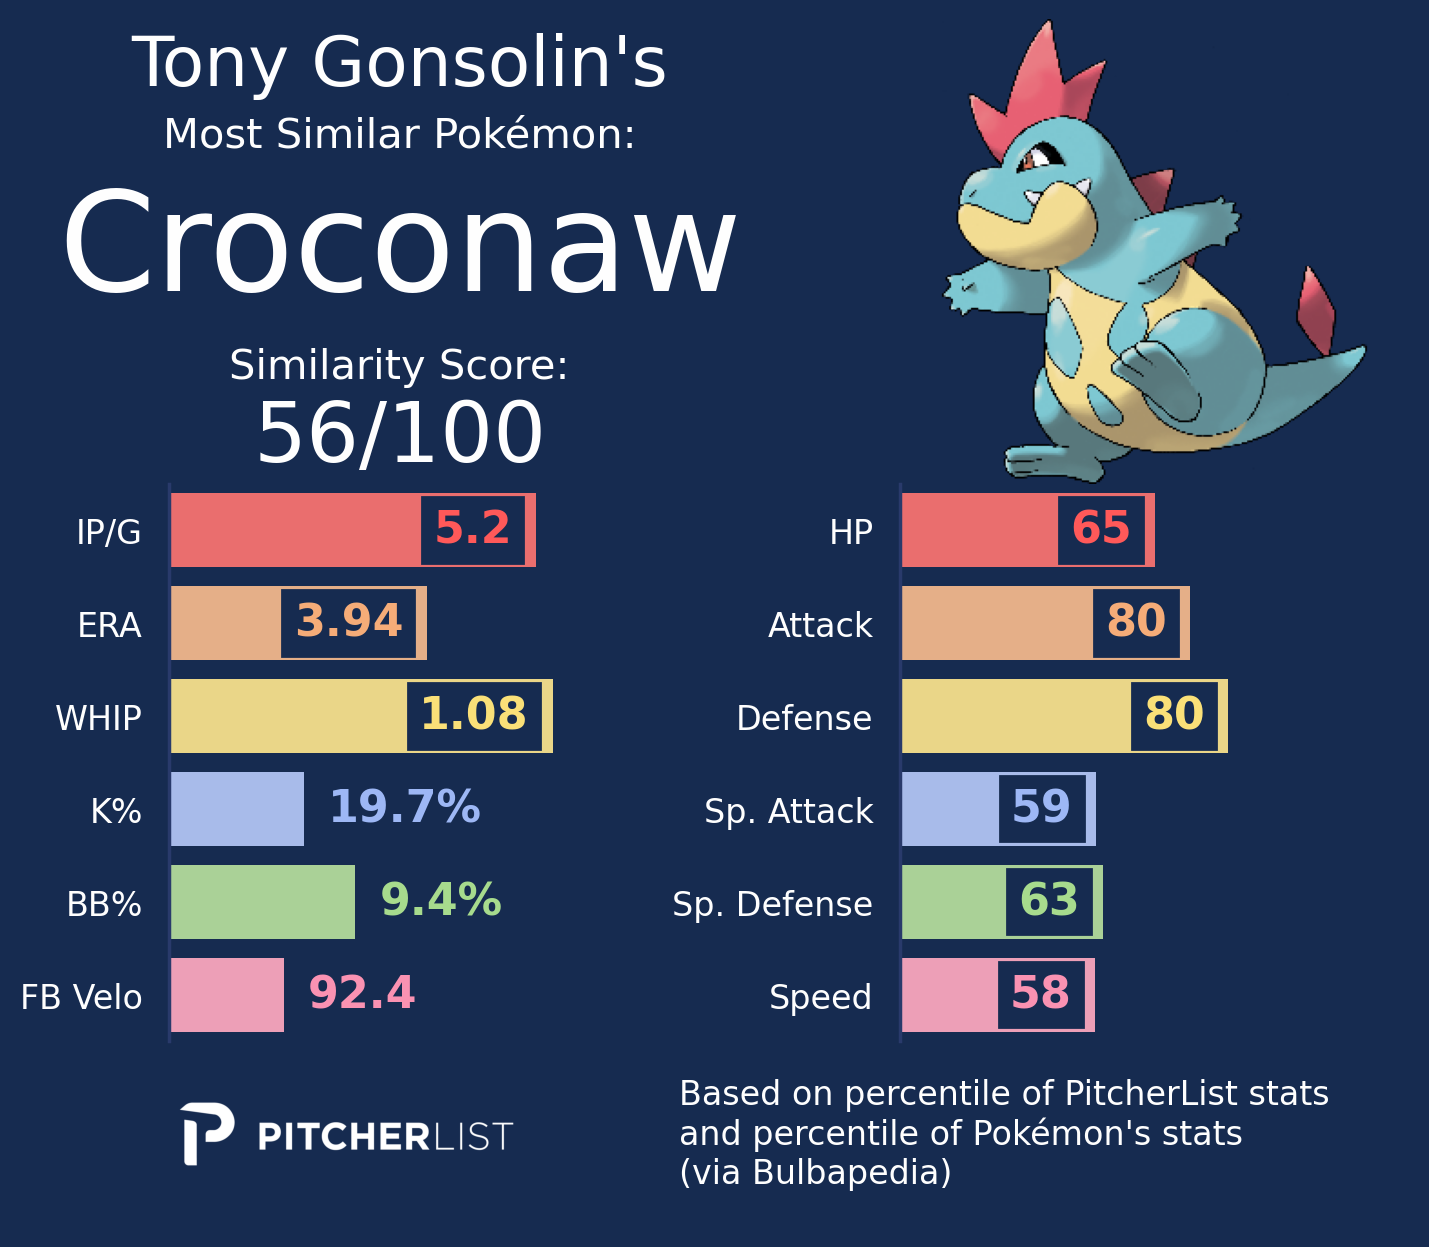 Tony Gonsolin's
Most Similar Pokémon:
Croconaw
Similarity Score:
56/100
IP/G 5.2
ERA 3.94
WHIP 1.08
K% 19.7%
BB% 9.4%
FB Velo 92.4
HP 65
Attack 80
Defense 80
Sp. Attack 59
Sp. Defense 63
Speed 58
PITCHERLIST
Based on percentile of PitcherList stats
and percentile of Pokémon's stats
(via Bulbapedia)